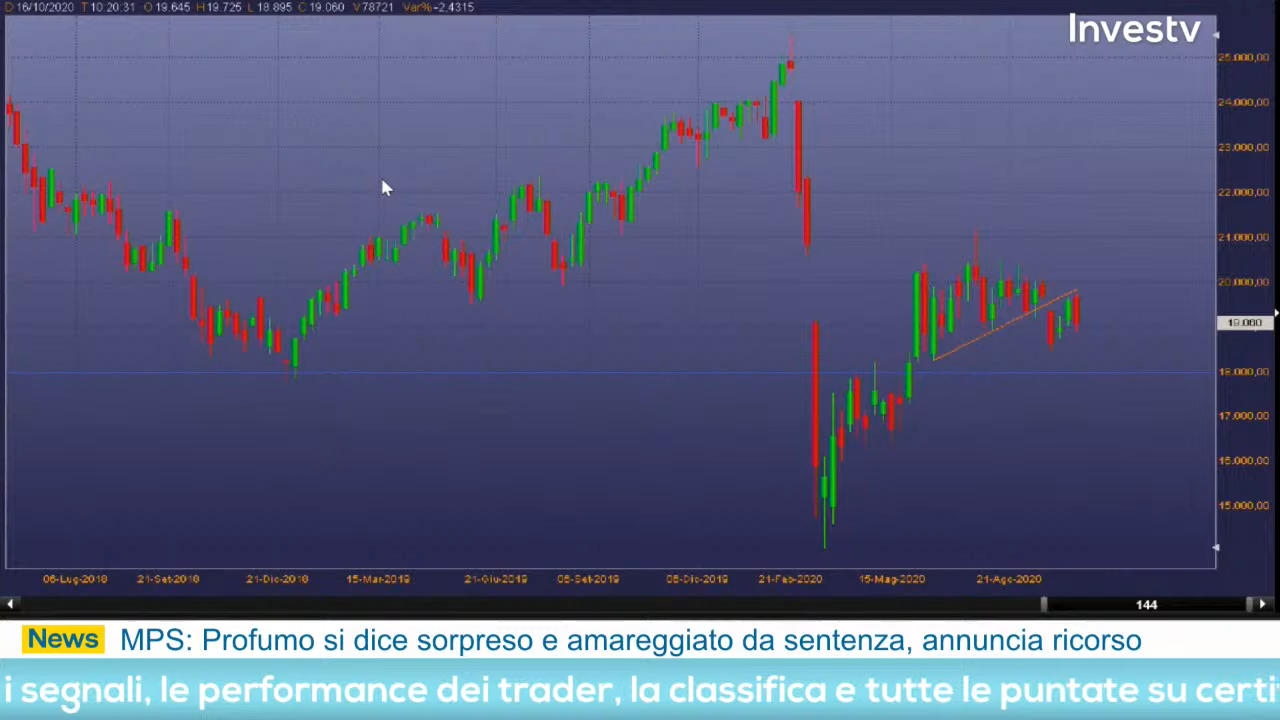 D 16/10/2020 T 10:20:31 O 19.645 H 19.725 L 18.895 C 19.060 V 78721 Var% -2.4315
Investv
25.000,00
24.000,00
23.000,00
22.000,00
21.000,00
20.000,00
19.060
18.000,00
17.000,00
16.000,00
15.000,00
06-Lug-2018 21-Set-2018 21-Dic-2018 15-Mar-2019 21-Giu-2019 06-Set-2019 06-Dic-2019 21-Feb-2020 15-Mag-2020 21-Ago-2020
144
News MPS: Profumo si dice sorpreso e amareggiato da sentenza, annuncia ricorso
i segnali, le performance dei trader, la classifica e tutte le puntate su certi